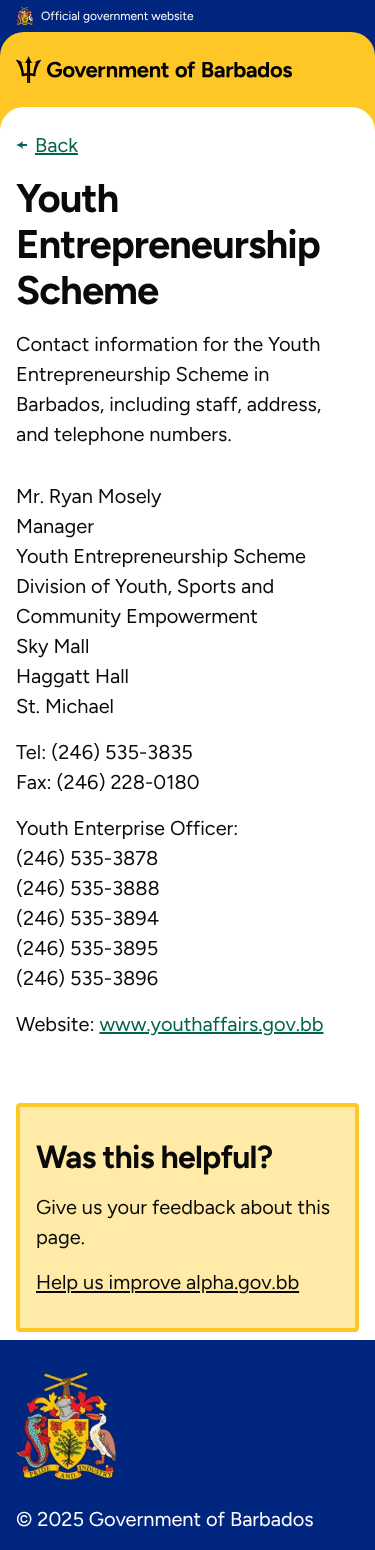 Official government website
Government of Barbados
Back
Youth
Entrepreneurship
Scheme
Contact information for the Youth
Entrepreneurship Scheme in
Barbados, including staff, address,
and telephone numbers.
Mr. Ryan Mosely
Manager
Youth Entrepreneurship Scheme
Division of Youth, Sports and
Community Empowerment
Sky Mall
Haggatt Hall
St. Michael
Tel: (246) 535-3835
Fax: (246) 228-0180
Youth Enterprise Officer:
(246) 535-3878
(246) 535-3888
(246) 535-3894
(246) 535-3895
(246) 535-3896
Website: www.youthaffairs.gov.bb
Was this helpful?
Give us your feedback about this
page.
Help us improve alpha.gov.bb
PRIDE AND INDUSTRY
© 2025 Government of Barbados